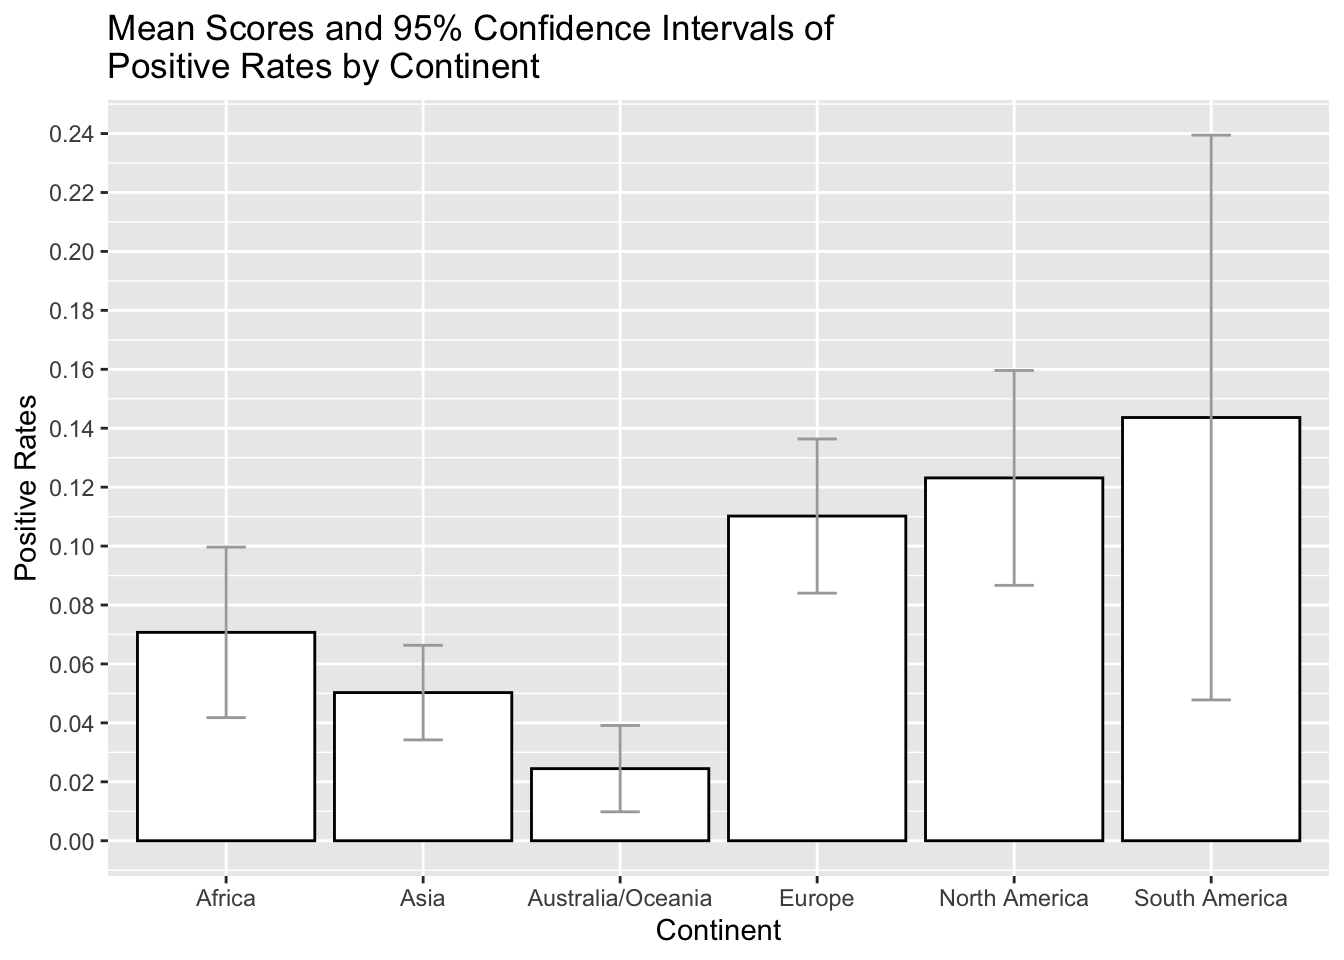 Mean Scores and 95% Confidence Intervals of
Positive Rates by Continent
0.24
0.22
0.20
0.18
0.16
0.14
0.12
0.10
0.08
0.06
0.04
0.02
0.00
Positive Rates
Africa
Asia
Australia/Oceania
Europe
North America
South America
Continent